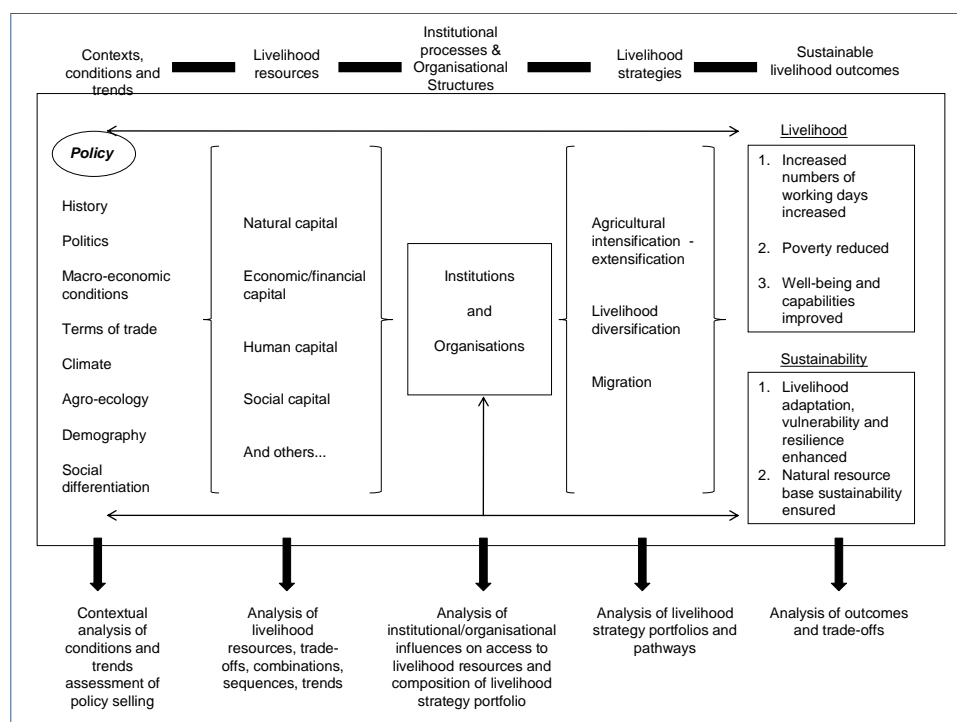 Contexts,
conditions and
trends
Livelihood
resources
Institutional
processes &
Organisational
Structures
Livelihood
strategies
Sustainable
livelihood outcomes
Policy
History
Politics
Macro-economic
conditions
Terms of trade
Climate
Agro-ecology
Demography
Social
differentiation
Natural capital
Economic/financial
capital
Human capital
Social capital
And others...
Institutions
and
Organisations
Agricultural
intensification -
extensification
Livelihood
diversification
Migration
Livelihood
1. Increased
numbers of
working days
increased
2. Poverty reduced
3. Well-being and
capabilities
improved
Sustainability
1. Livelihood
adaptation,
vulnerability and
resilience
enhanced
2. Natural resource
base sustainability
ensured
Contextual
analysis of
conditions and
trends
assessment of
policy selling
Analysis of
livelihood
resources, trade-
offs, combinations,
sequences, trends
Analysis of
institutional/organisational
influences on access to
livelihood resources and
composition of livelihood
strategy portfolio
Analysis of livelihood
strategy portfolios and
pathways
Analysis of outcomes
and trade-offs